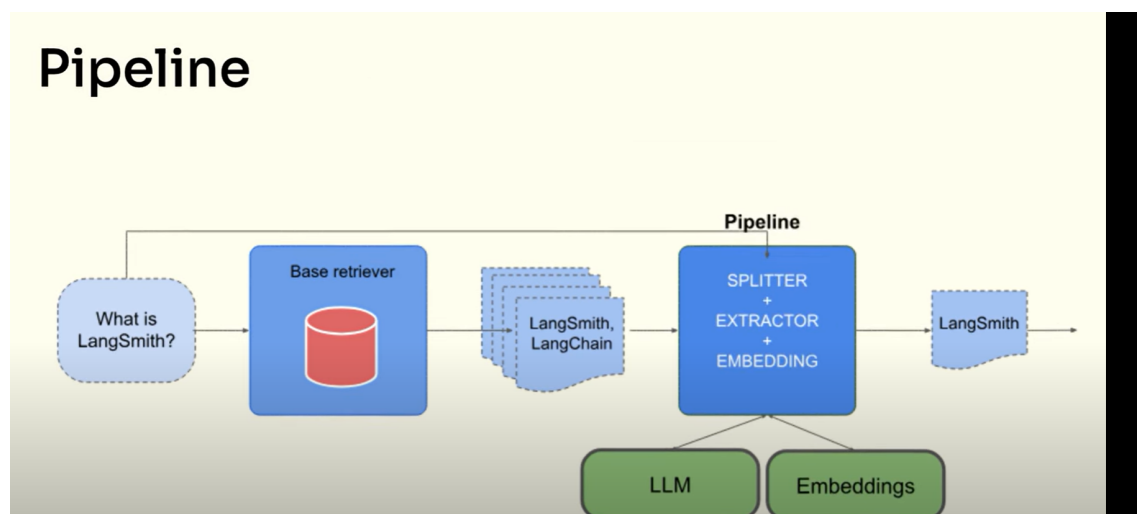 Pipeline
Pipeline
What is
LangSmith?
Base retriever
LangSmith,
LangChain
SPLITTER
+
EXTRACTOR
+
EMBEDDING
LangSmith
LLM
Embeddings